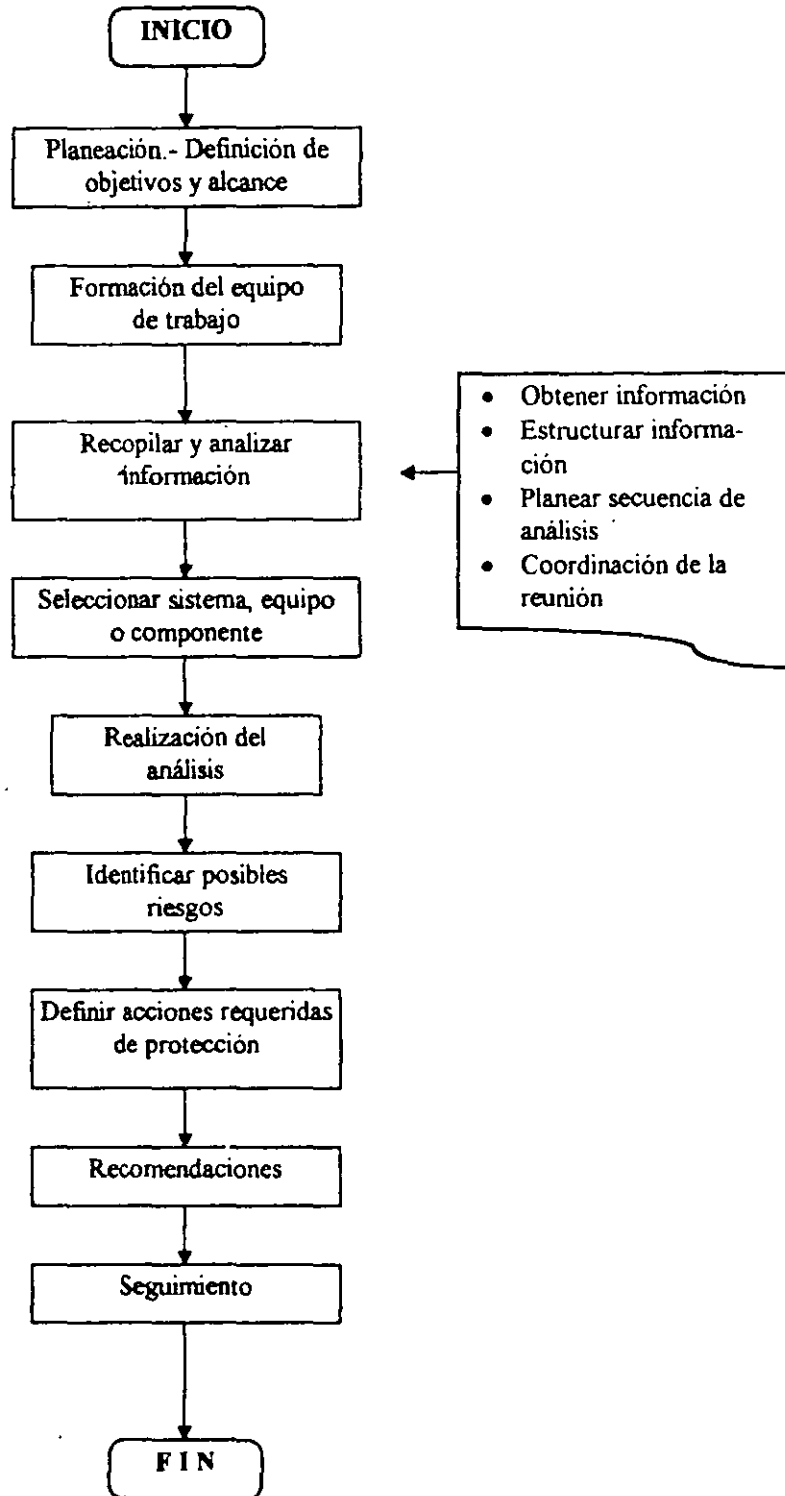 INICIO
Planeación.- Definición de
objetivos y alcance
Formación del equipo
de trabajo
Recopilar y analizar
información
• Obtener información
• Estructurar informa-
ción
• Planear secuencia de
análisis
• Coordinación de la
reunión
Seleccionar sistema, equipo
o componente
Realización del
análisis
Identificar posibles
riesgos
Definir acciones requeridas
de protección
Recomendaciones
Seguimiento
F I N